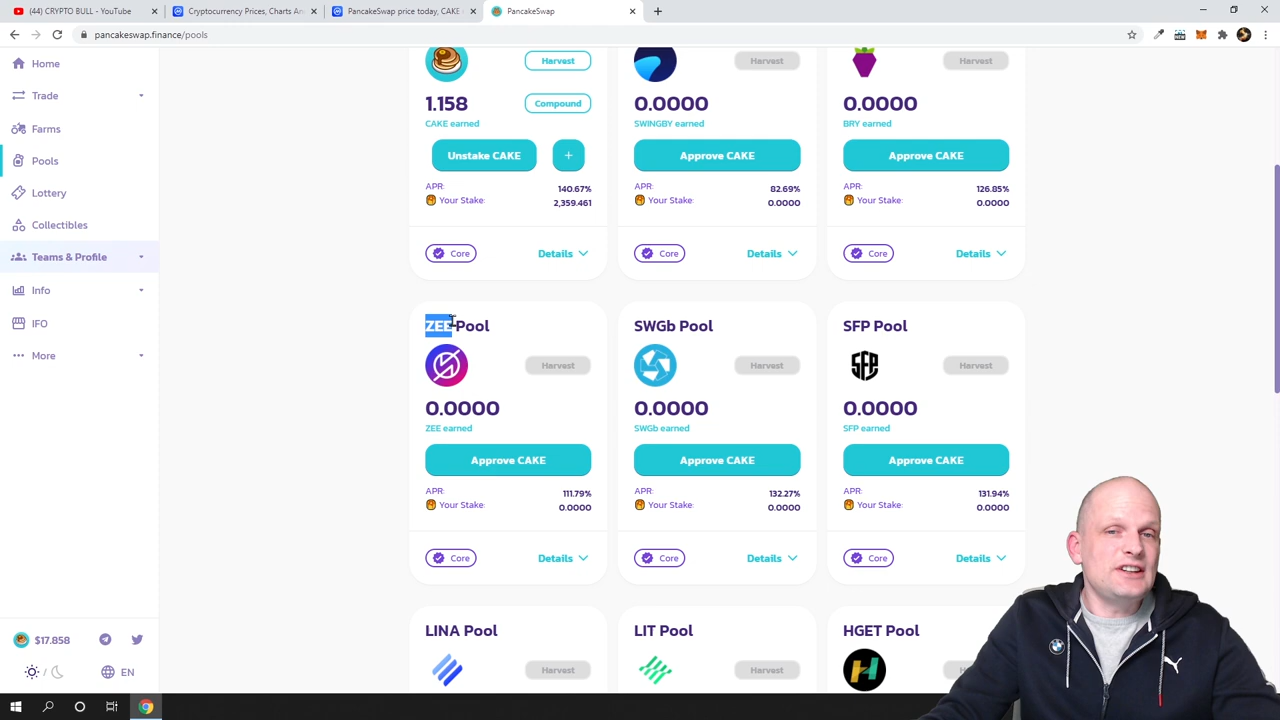 (44) CRYPTO BULL - YouTube
Cryptocurrency Prices, Charts An
PancakeSwap price today, CAKE
PancakeSwap
pancakeswap.finance/pools
Home
Trade
Farms
Pools
Lottery
Collectibles
Teams & Profile
Info
IFO
More
$17.858
EN
Harvest
1.158
Compound
CAKE earned
Unstake CAKE
+
APR: 140.67%
Your Stake: 2,359.461
Core
Details
Harvest
0.0000
SWINGBY earned
Approve CAKE
APR: 82.69%
Your Stake: 0.0000
Core
Details
Harvest
0.0000
BRY earned
Approve CAKE
APR: 126.85%
Your Stake: 0.0000
Core
Details
ZEE Pool
Harvest
0.0000
ZEE earned
Approve CAKE
APR: 111.79%
Your Stake: 0.0000
Core
Details
SWGb Pool
Harvest
0.0000
SWGb earned
Approve CAKE
APR: 132.27%
Your Stake: 0.0000
Core
Details
SFP Pool
SFP
Harvest
0.0000
SFP earned
Approve CAKE
APR: 131.94%
Your Stake: 0.0000
Core
Details
LINA Pool
Harvest
LIT Pool
Harvest
HGET Pool
BMW